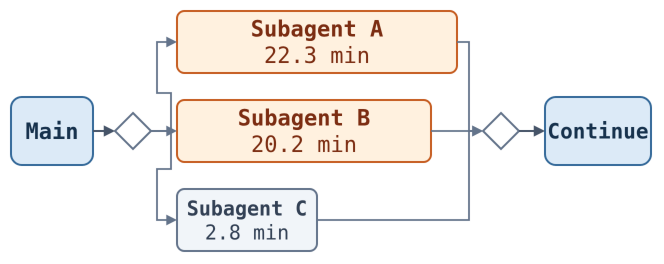 Main
Subagent A
22.3 min
Subagent B
20.2 min
Subagent C
2.8 min
Continue